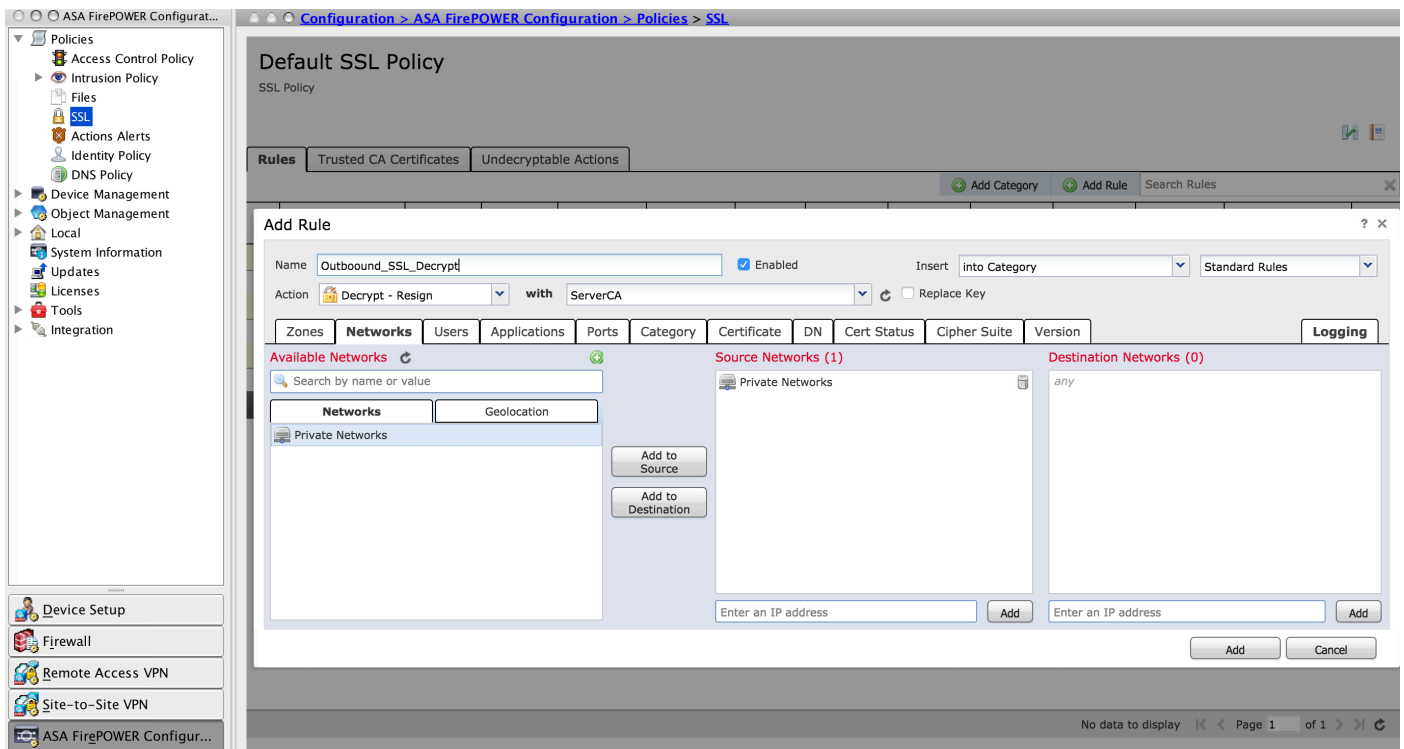 ASA FirePOWER Configurat...
Policies
Access Control Policy
Intrusion Policy
Files
SSL
Actions Alerts
Identity Policy
DNS Policy
Device Management
Object Management
Local
System Information
Updates
Licenses
Tools
Integration
Device Setup
Firewall
Remote Access VPN
Site-to-Site VPN
ASA FirePOWER Configur...
Configuration > ASA FirePOWER Configuration > Policies > SSL
Default SSL Policy
SSL Policy
Rules Trusted CA Certificates Undecryptable Actions
Add Category Add Rule Search Rules
Add Rule ?
Name Outboound_SSL_Decrypt Enabled Insert into Category Standard Rules
Action Decrypt - Resign with ServerCA Replace Key
Zones Networks Users Applications Ports Category Certificate DN Cert Status Cipher Suite Version Logging
Available Networks
Search by name or value
Networks Geolocation
Private Networks
Add to
Source
Add to
Destination
Source Networks (1)
Private Networks
Enter an IP address Add
Destination Networks (0)
any
Enter an IP address Add
Add Cancel
No data to display Page 1 of 1